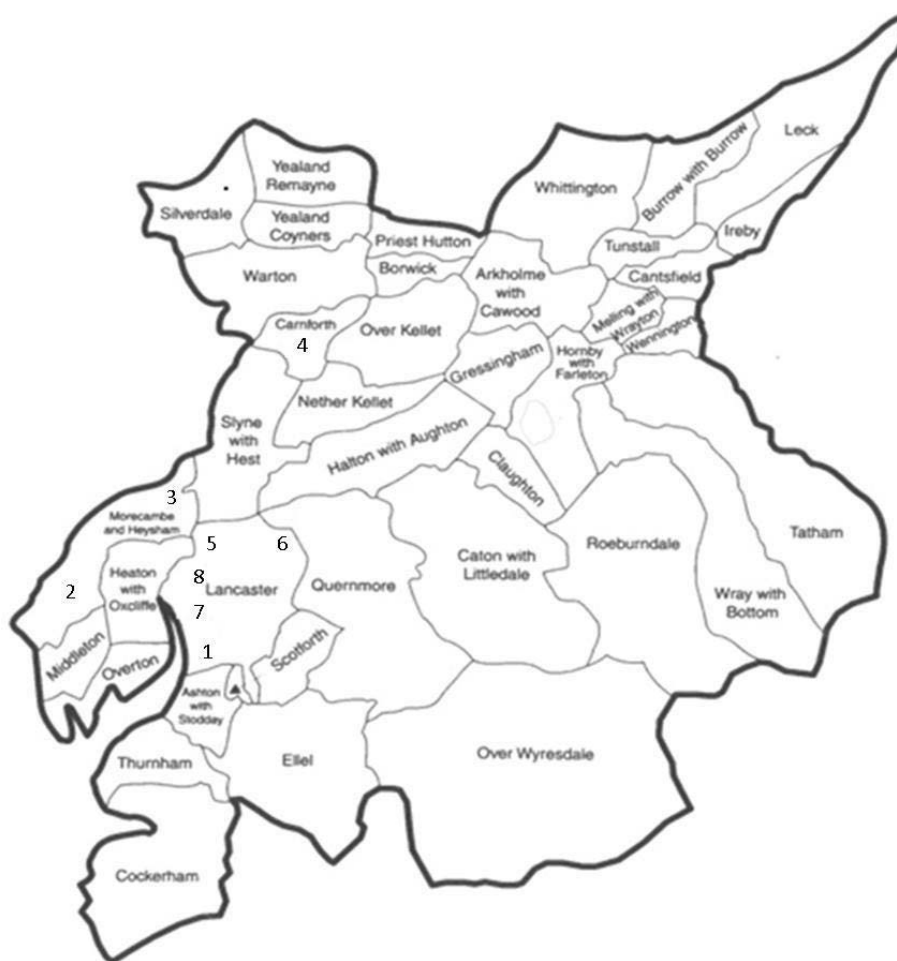 Leck
Burrow with Burrow
Whittington
Yealand
Remayne
Silverdale
Yealand
Coyners
Ireby
Priest Hutton
Tunstall
Borwick
Warton
Arkholme
with
Cawood
Cantsfield
Melling with
Wrayton
Wennington
Carnforth
4
Over Kellet
Gressingham
Hornby
with
Farleton
Nether Kellet
Slyne
with
Hest
Halton with Aughton
Claughton
3
Morecambe
and Heysham
5
6
Tatham
Roeburndale
Caton with
Littledale
Heaton
with
Oxcliffe
2
8
Lancaster
Quernmore
7
Wray with
Bottom
1
Scotforth
Middleton
Overton
Ashton
with
Stodday
Thurnham
Ellel
Over Wyresdale
Cockerham